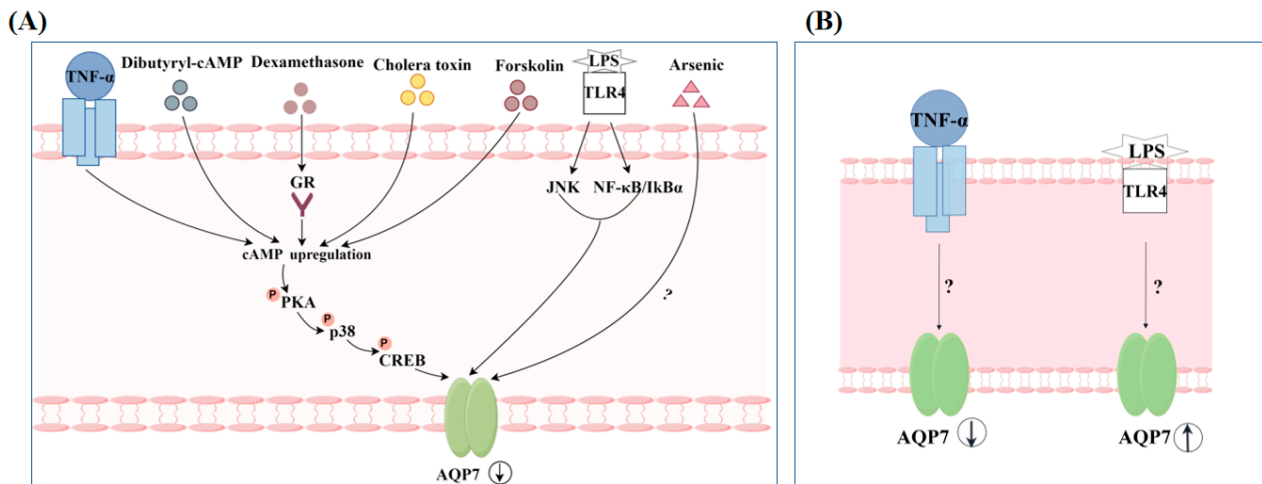 (A)
TNF-α
Dibutyryl-cAMP
Dexamethasone
Cholera toxin
Forskolin
LPS
TLR4
Arsenic
GR
JNK
NF-κB/IkBα
cAMP upregulation
P
PKA
P
p38
P
CREB
?
AQP7
(B)
TNF-α
LPS
TLR4
?
?
AQP7
AQP7